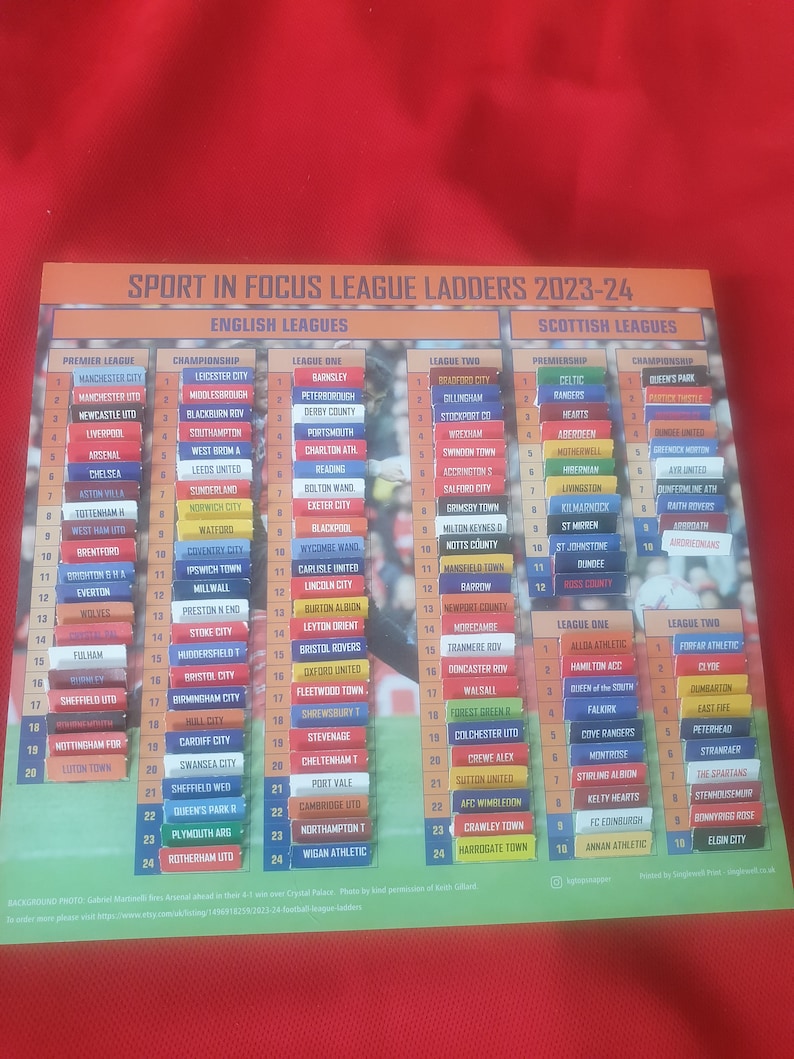 SPORT IN FOCUS LEAGUE LADDERS 2023-24
ENGLISH LEAGUES
SCOTTISH LEAGUES
PREMIER LEAGUE
1 MANCHESTER CITY
2 MANCHESTER UTD
3 NEWCASTLE UTD
4 LIVERPOOL
5 ARSENAL
6 CHELSEA
7 ASTON VILLA
8 TOTTENHAM H
9 WEST HAM UTD
10 BRENTFORD
11 BRIGHTON & H A
12 EVERTON
13 WOLVES
14 CRYSTAL PAL
15 FULHAM
16 BURNLEY
17 SHEFFIELD UTD
18 BOURNEMOUTH
19 NOTTINGHAM FOR
20 LUTON TOWN
CHAMPIONSHIP
1 LEICESTER CITY
2 MIDDLESBROUGH
3 BLACKBURN ROV
4 SOUTHAMPTON
5 WEST BROM A
6 LEEDS UNITED
7 SUNDERLAND
8 NORWICH CITY
9 WATFORD
10 COVENTRY CITY
11 IPSWICH TOWN
12 MILLWALL
13 PRESTON N END
14 STOKE CITY
15 HUDDERSFIELD T
16 BRISTOL CITY
17 BIRMINGHAM CITY
18 HULL CITY
19 CARDIFF CITY
20 SWANSEA CITY
21 SHEFFIELD WED
22 QUEEN'S PARK R
23 PLYMOUTH ARG
24 ROTHERHAM UTD
LEAGUE ONE
1 BARNSLEY
2 PETERBOROUGH
3 DERBY COUNTY
4 PORTSMOUTH
5 CHARLTON ATH.
6 READING
7 BOLTON WAND.
8 EXETER CITY
9 BLACKPOOL
10 WYCOMBE WAND.
11 CARLISLE UNITED
12 LINCOLN CITY
13 BURTON ALBION
14 LEYTON ORIENT
15 BRISTOL ROVERS
16 OXFORD UNITED
17 FLEETWOOD TOWN
18 SHREWSBURY T
19 STEVENAGE
20 CHELTENHAM T
21 PORT VALE
22 CAMBRIDGE UTD
23 NORTHAMPTON T
24 WIGAN ATHLETIC
LEAGUE TWO
1 BRADFORD CITY
2 GILLINGHAM
3 STOCKPORT CO
4 WREXHAM
5 SWINDON TOWN
6 ACCRINGTON S
7 SALFORD CITY
8 GRIMSBY TOWN
9 MILTON KEYNES D
10 NOTTS COUNTY
11 MANSFIELD TOWN
12 BARROW
13 NEWPORT COUNTY
14 MORECAMBE
15 TRANMERE ROV
16 DONCASTER ROV
17 WALSALL
18 FOREST GREEN R
19 COLCHESTER UTD
20 CREWE ALEX
21 SUTTON UNITED
22 AFC WIMBLEDON
23 CRAWLEY TOWN
24 HARROGATE TOWN
PREMIERSHIP
1 CELTIC
2 RANGERS
3 HEARTS
4 ABERDEEN
5 MOTHERWELL
6 HIBERNIAN
7 LIVINGSTON
8 KILMARNOCK
9 ST MIRREN
10 ST JOHNSTONE
11 DUNDEE
12 ROSS COUNTY
CHAMPIONSHIP
1 QUEEN'S PARK
2 PARTICK THISTLE
3
4 DUNDEE UNITED
5 GREENOCK MORTON
6 AYR UNITED
7 DUNFERMLINE ATH
8 RAITH ROVERS
9 ARBROATH
10 AIRDRIEONIANS
LEAGUE ONE
1 ALLOA ATHLETIC
2 HAMILTON ACC
3 QUEEN of the SOUTH
4 FALKIRK
5 COVE RANGERS
6 MONTROSE
7 STIRLING ALBION
8 KELTY HEARTS
9 FC EDINBURGH
10 ANNAN ATHLETIC
LEAGUE TWO
1 FORFAR ATHLETIC
2 CLYDE
3 DUMBARTON
4 EAST FIFE
5 PETERHEAD
6 STRANRAER
7 THE SPARTANS
8 STENHOUSEMUIR
9 BONNYRIGG ROSE
10 ELGIN CITY
BACKGROUND PHOTO: Gabriel Martinelli fires Arsenal ahead in their 4-1 win over Crystal Palace. Photo by kind permission of Keith Gillard.
kgtopsnapper
Printed by Singlewell Print - singlewell.co.uk
In order more please visit https://www.etsy.com/uk/listing/1496918259/2023-24-football-league-ladders